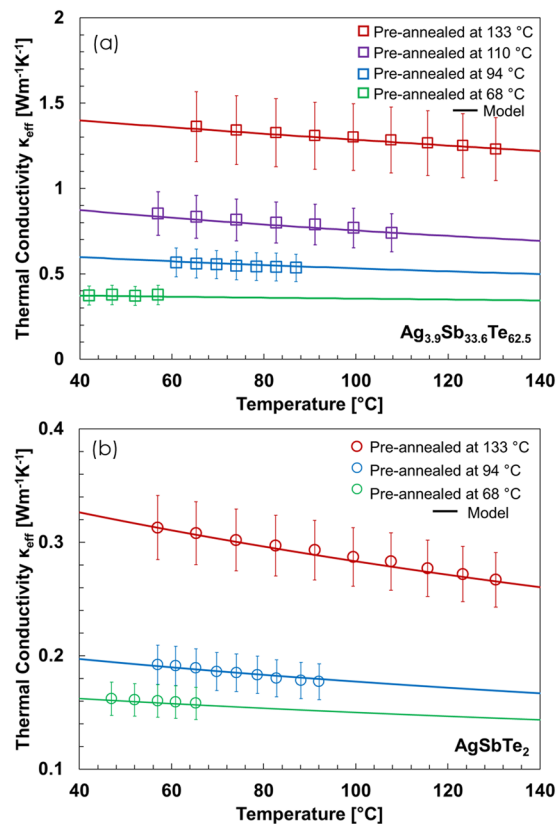 (a)
Pre-annealed at 133 °C
Pre-annealed at 110 °C
Pre-annealed at 94 °C
Pre-annealed at 68 °C
Model
Thermal Conductivity κeff [Wm-1K-1]
2
1.5
1
0.5
0
Ag3.9Sb33.6Te62.5
40 60 80 100 120 140
Temperature [°C]
(b)
Pre-annealed at 133 °C
Pre-annealed at 94 °C
Pre-annealed at 68 °C
Model
Thermal Conductivity κeff [Wm-1K-1]
0.4
0.3
0.2
0.1
AgSbTe2
40 60 80 100 120 140
Temperature [°C]